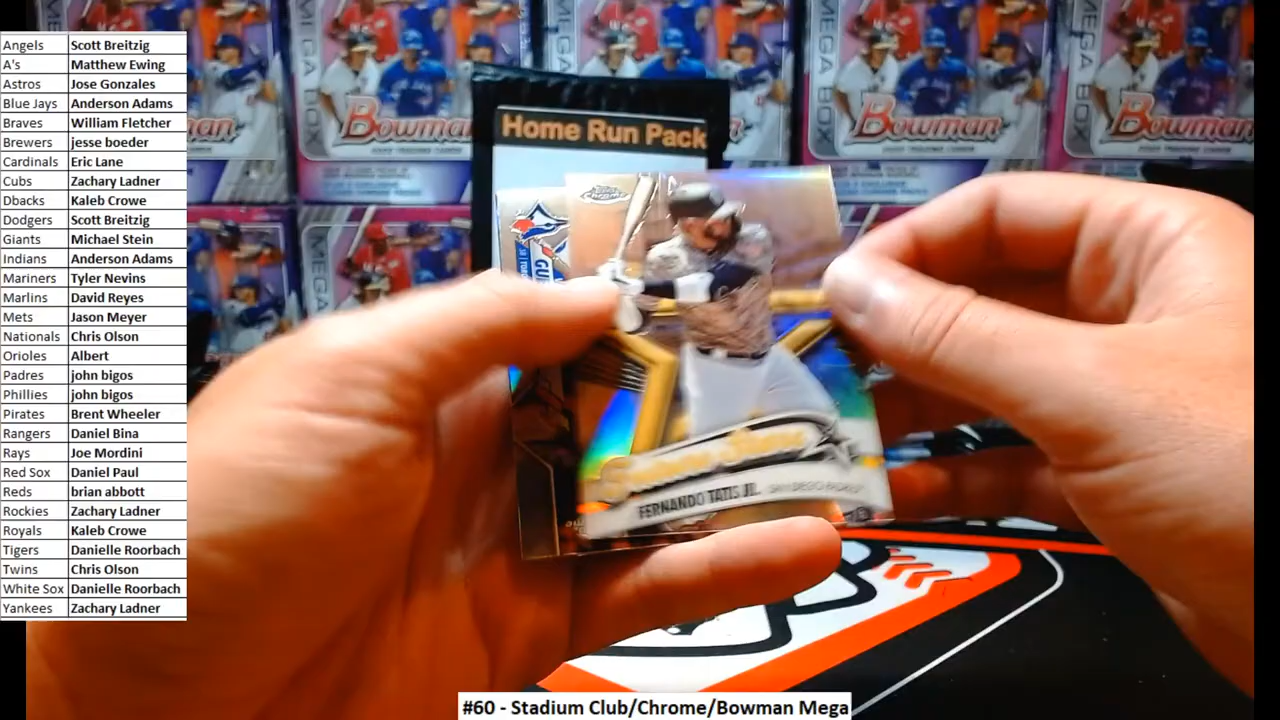 Angels Scott Breitzig
A's Matthew Ewing
Astros Jose Gonzales
Blue Jays Anderson Adams
Braves William Fletcher
Brewers jesse boeder
Cardinals Eric Lane
Cubs Zachary Ladner
Dbacks Kaleb Crowe
Dodgers Scott Breitzig
Giants Michael Stein
Indians Anderson Adams
Mariners Tyler Nevins
Marlins David Reyes
Mets Jason Meyer
Nationals Chris Olson
Orioles Albert
Padres john bigos
Phillies john bigos
Pirates Brent Wheeler
Rangers Daniel Bina
Rays Joe Mordini
Red Sox Daniel Paul
Reds brian abbott
Rockies Zachary Ladner
Royals Kaleb Crowe
Tigers Danielle Roorbach
Twins Chris Olson
White Sox Danielle Roorbach
Yankees Zachary Ladner
MEGA BOX
Bowman
Bowman
Bowman
Home Run Pack
FERNANDO TATIS JR.
#60 - Stadium Club/Chrome/Bowman Mega